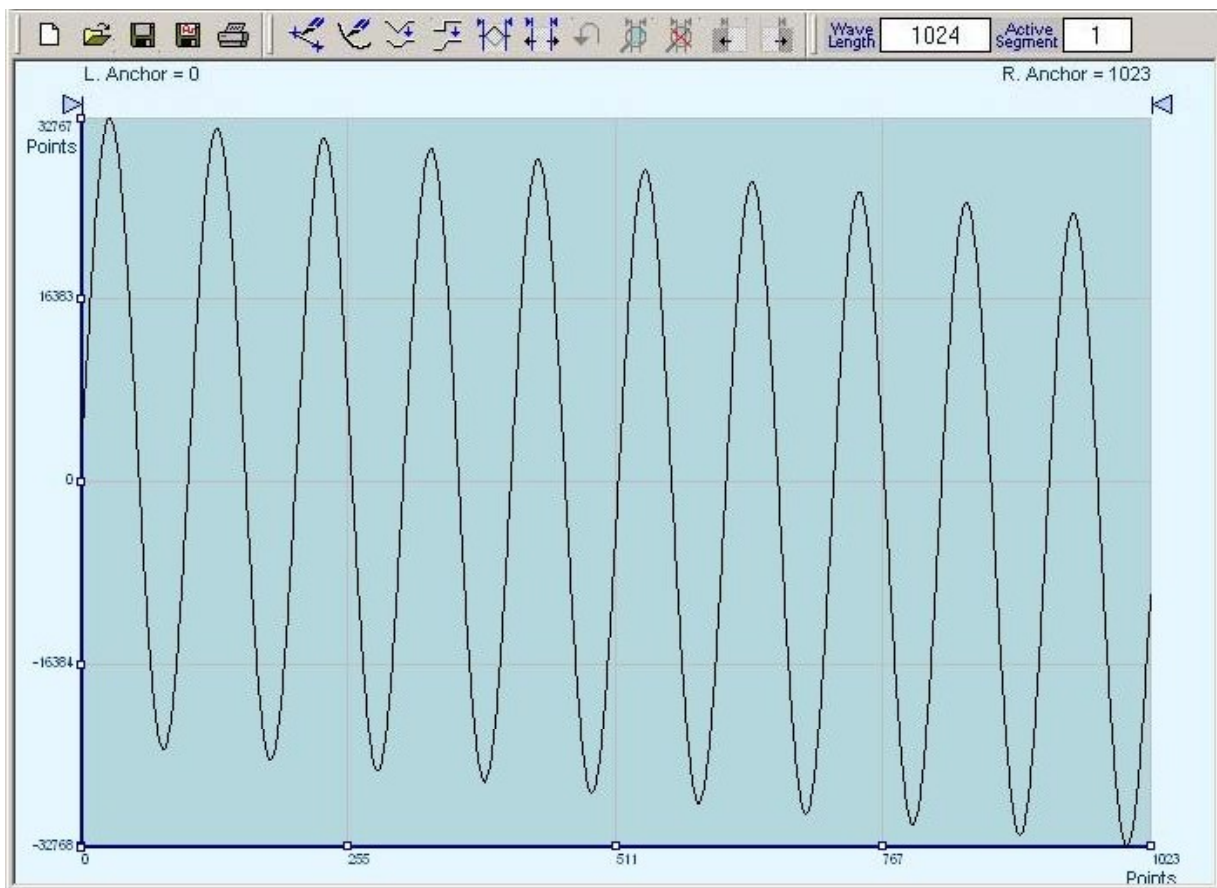 Wave Length 1024 Active Segment 1
L. Anchor = 0 R. Anchor = 1023
32767
Points
16383
0
-16384
-32768
0 255 511 767 1023
Points